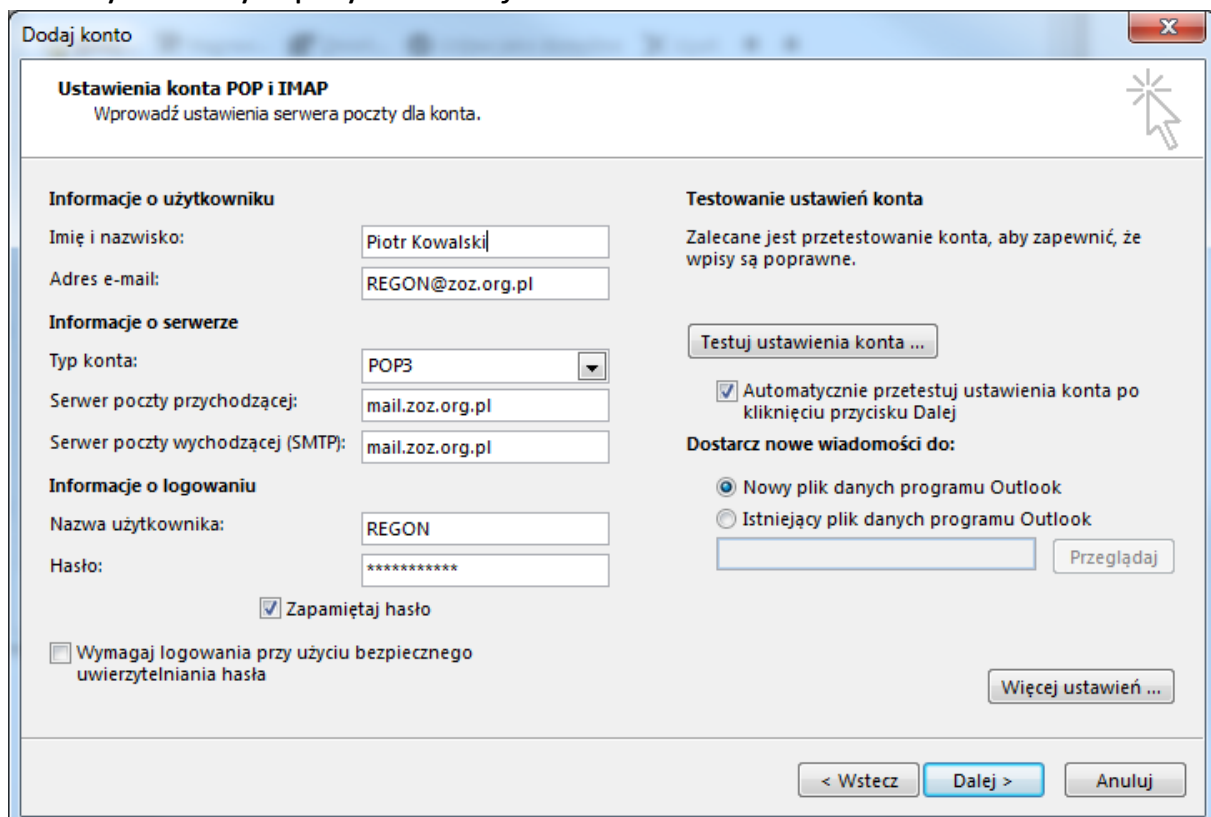 Dodaj konto
Ustawienia konta POP i IMAP
Wprowadź ustawienia serwera poczty dla konta.
Informacje o użytkowniku
Imię i nazwisko: Piotr Kowalski
Adres e-mail: REGON@zoz.org.pl
Informacje o serwerze
Typ konta: POP3
Serwer poczty przychodzącej: mail.zoz.org.pl
Serwer poczty wychodzącej (SMTP): mail.zoz.org.pl
Informacje o logowaniu
Nazwa użytkownika: REGON
Hasło: ***********
Zapamiętaj hasło
Wymagaj logowania przy użyciu bezpiecznego
uwierzytelniania hasła
Testowanie ustawień konta
Zalecane jest przetestowanie konta, aby zapewnić, że
wpisy są poprawne.
Testuj ustawienia konta ...
Automatycznie przetestuj ustawienia konta po
kliknięciu przycisku Dalej
Dostarcz nowe wiadomości do:
Nowy plik danych programu Outlook
Istniejący plik danych programu Outlook
Przeglądaj
Więcej ustawień ...
< Wstecz
Dalej >
Anuluj